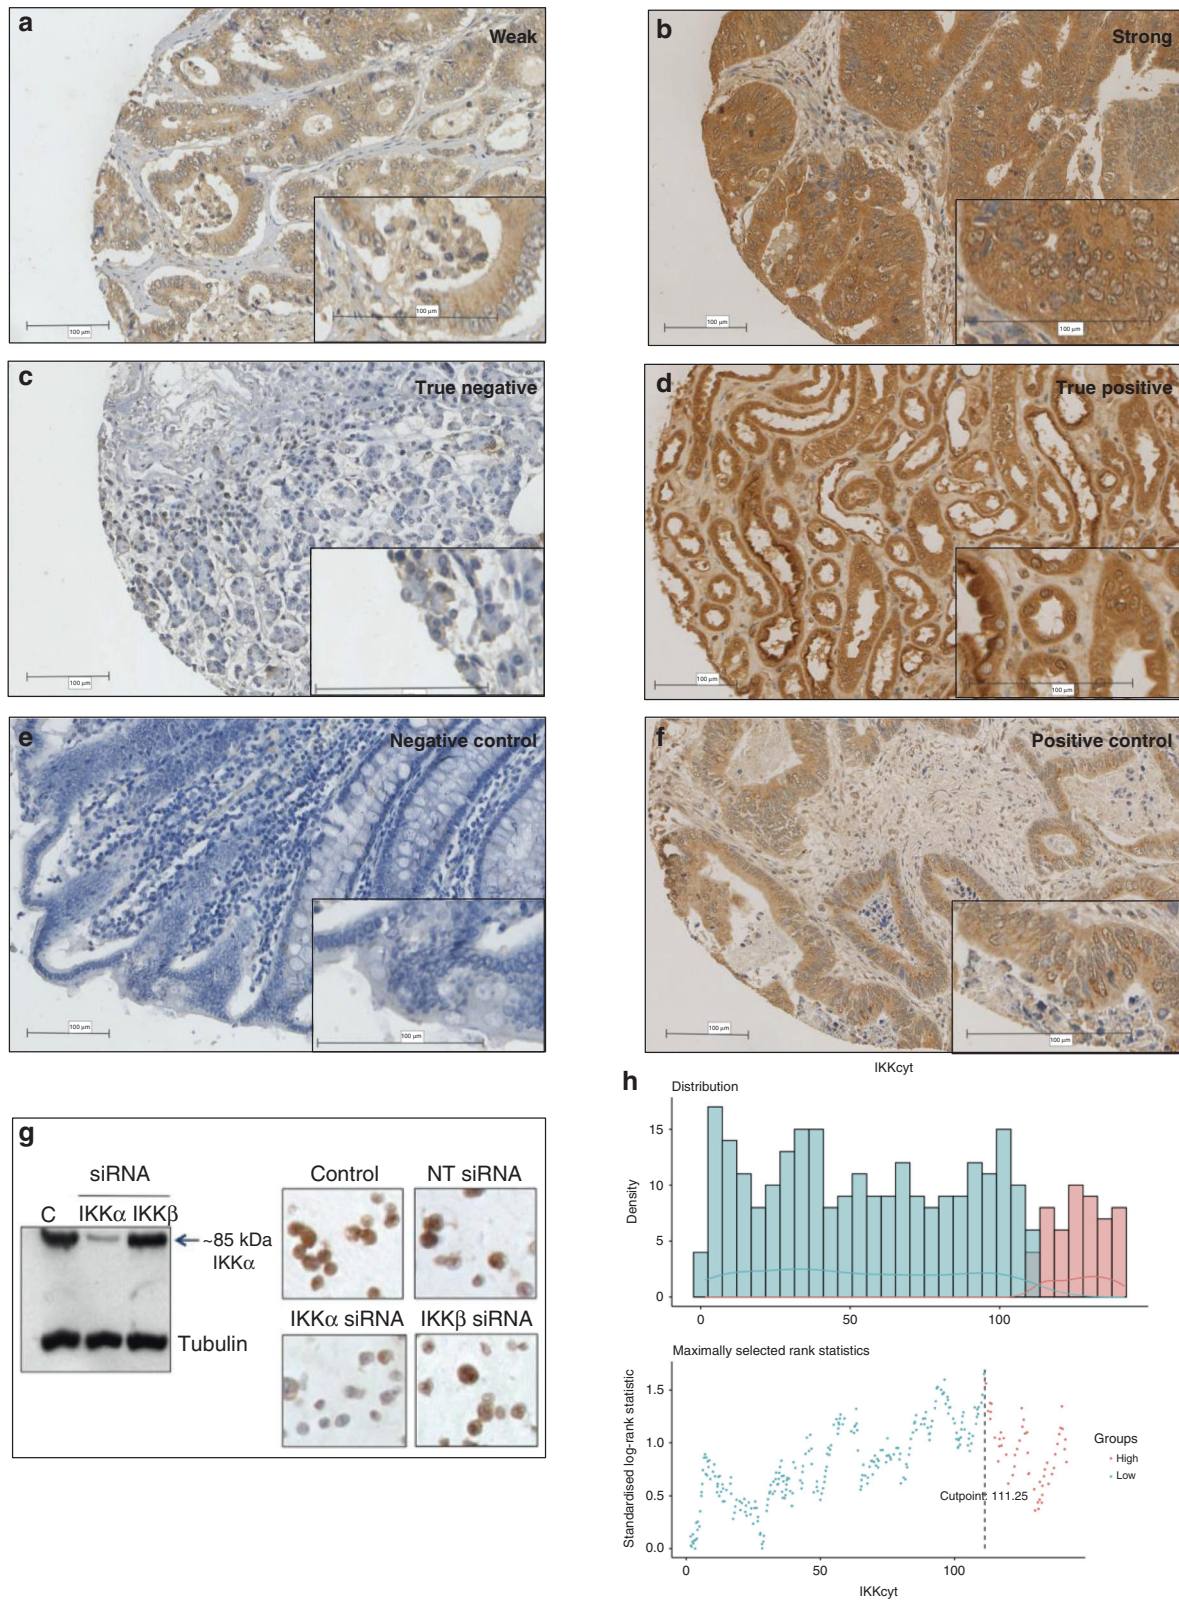 a
Weak
100 µm
100 µm
b
Strong
100 µm
100 µm
c
True negative
100 µm
d
True positive
100 µm
100 µm
e
Negative control
100 µm
100 µm
f
Positive control
100 µm
100 µm
g
siRNA
C IKKα IKKβ
~85 kDa
IKKα
Tubulin
Control
NT siRNA
IKKα siRNA
IKKβ siRNA
h
IKKcyt
Distribution
Density
15
10
5
0
0 50 100
Maximally selected rank statistics
Standardised log-rank statistic
1.5
1.0
0.5
0.0
Cutpoint: 111.25
0 50 100
IKKcyt
Groups
High
Low